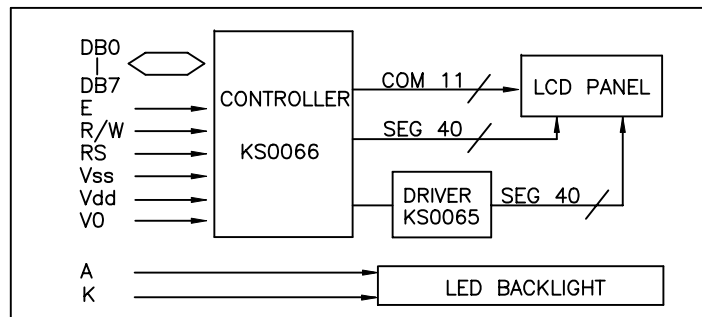 DB0
DB7
E
R/W
RS
Vss
Vdd
V0
CONTROLLER
KS0066
COM 11
SEG 40
DRIVER
KS0065
SEG 40
LCD PANEL
A
K
LED BACKLIGHT